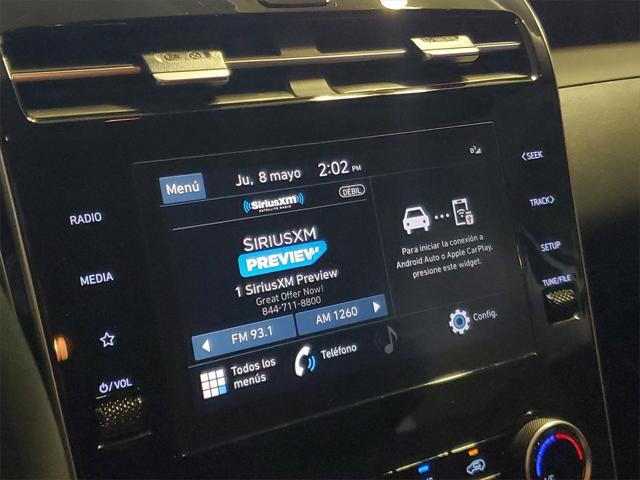 Menú
Ju, 8 mayo
2:02 PM
((SiriusXM))
SATELLITE RADIO
DÉBIL
SIRIUSXM
PREVIEW
1 SiriusXM Preview
Great Offer Now!
844-711-8800
FM 93.1
AM 1260
Para iniciar la conexión a
Android Auto o Apple CarPlay,
presione este widget.
Todos los
menús
Teléfono
Config.
RADIO
MEDIA
VOL
SEEK
TRACK
SETUP
TUNE/FILE